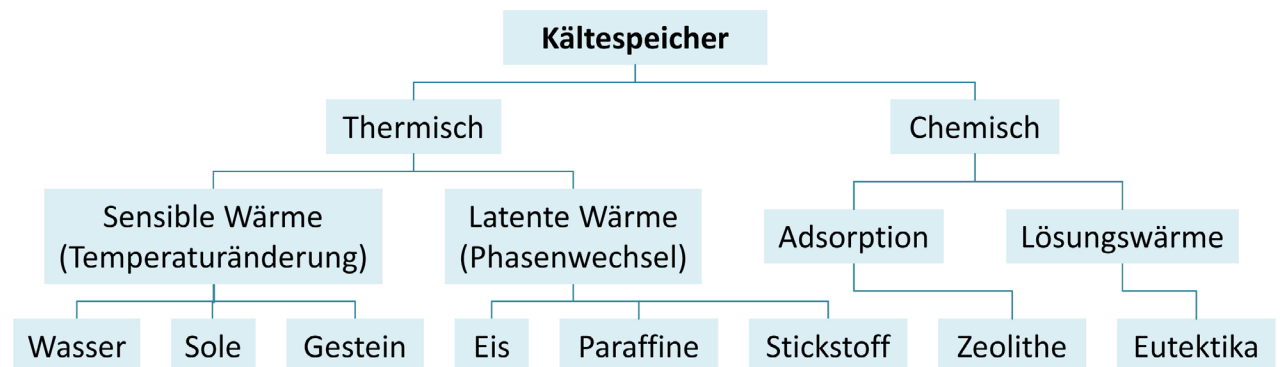 Kältespeicher
Thermisch
Chemisch
Sensible Wärme
(Temperaturänderung)
Latente Wärme
(Phasenwechsel)
Adsorption
Lösungswärme
Wasser
Sole
Gestein
Eis
Paraffine
Stickstoff
Zeolithe
Eutektika